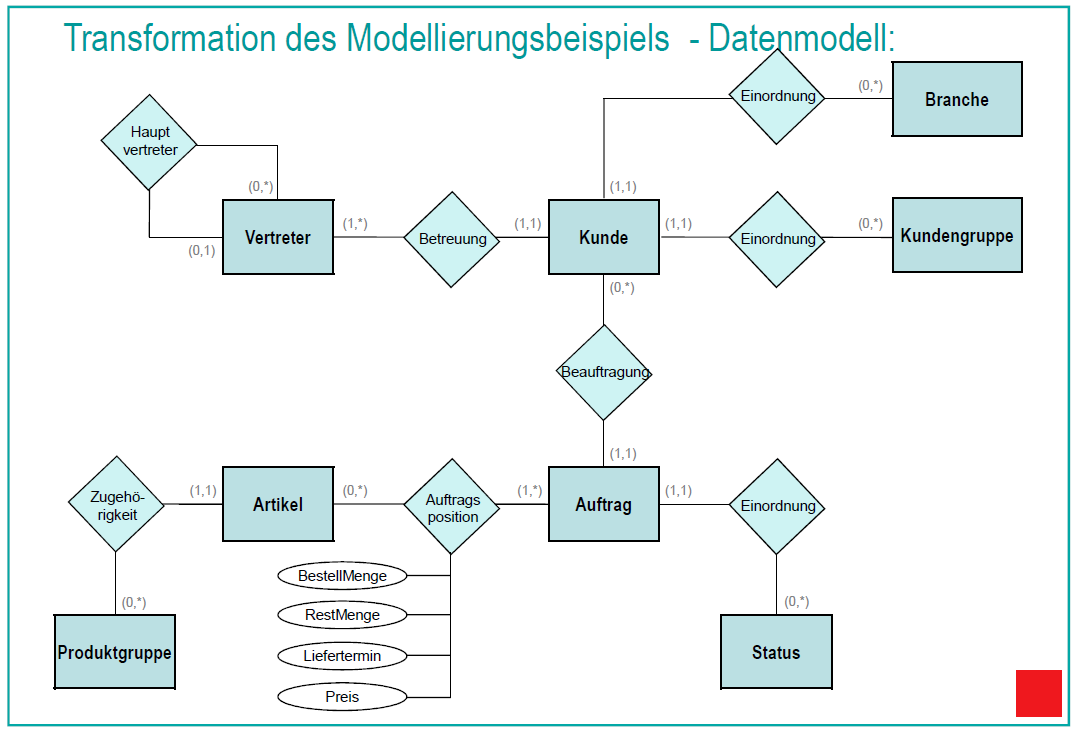 Transformation des Modellierungsbeispiels - Datenmodell:
Einordnung
(0,*)
Branche
Haupt
vertreter
(0,*)
(1,1)
Vertreter
(0,1)
(1,*)
Betreuung
(1,1)
Kunde
(1,1)
Einordnung
(0,*)
Kundengruppe
(0,*)
Beauftragung
(1,1)
Zugehö-
rigkeit
(1,1)
Artikel
(0,*)
Auftrags
position
(1,*)
Auftrag
(1,1)
Einordnung
BestellMenge
RestMenge
Liefertermin
Preis
(0,*)
Produktgruppe
(0,*)
Status